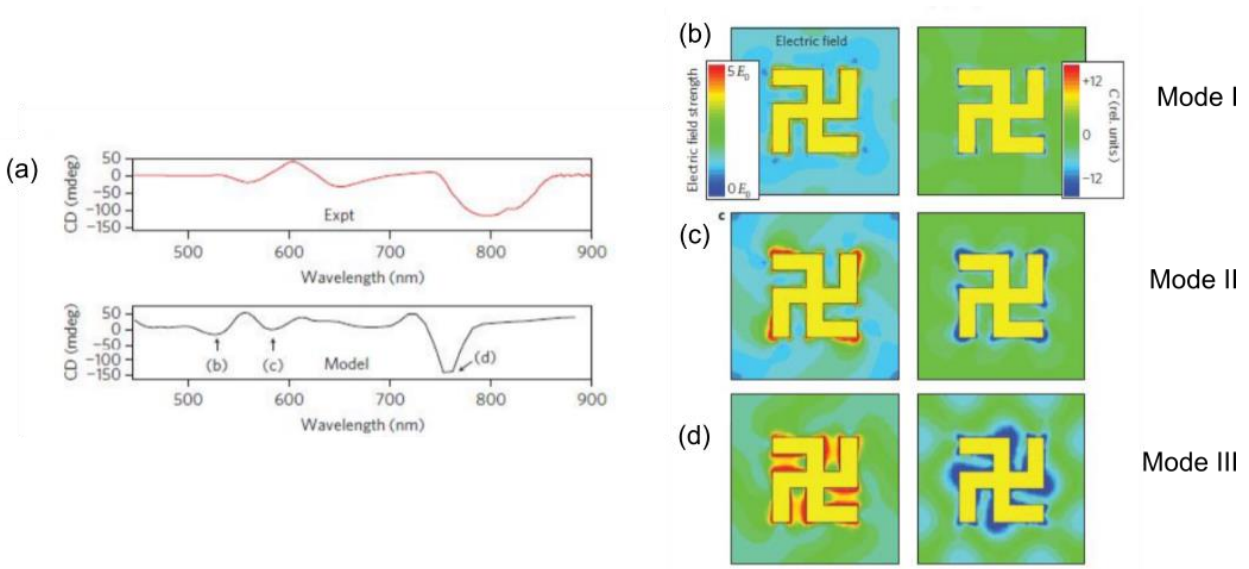 (a)
CD (mdeg)
50
0
−50
−100
−150
Expt
500 600 700 800 900
Wavelength (nm)
CD (mdeg)
50
0
−50
−100
−150
(b) (c) Model (d)
500 600 700 800 900
Wavelength (nm)
(b)
Electric field
Electric field strength
5 E₀
0 E₀
+12
0
−12
C (rel. units)
Mode I
(c)
c
Mode II
(d)
Mode III